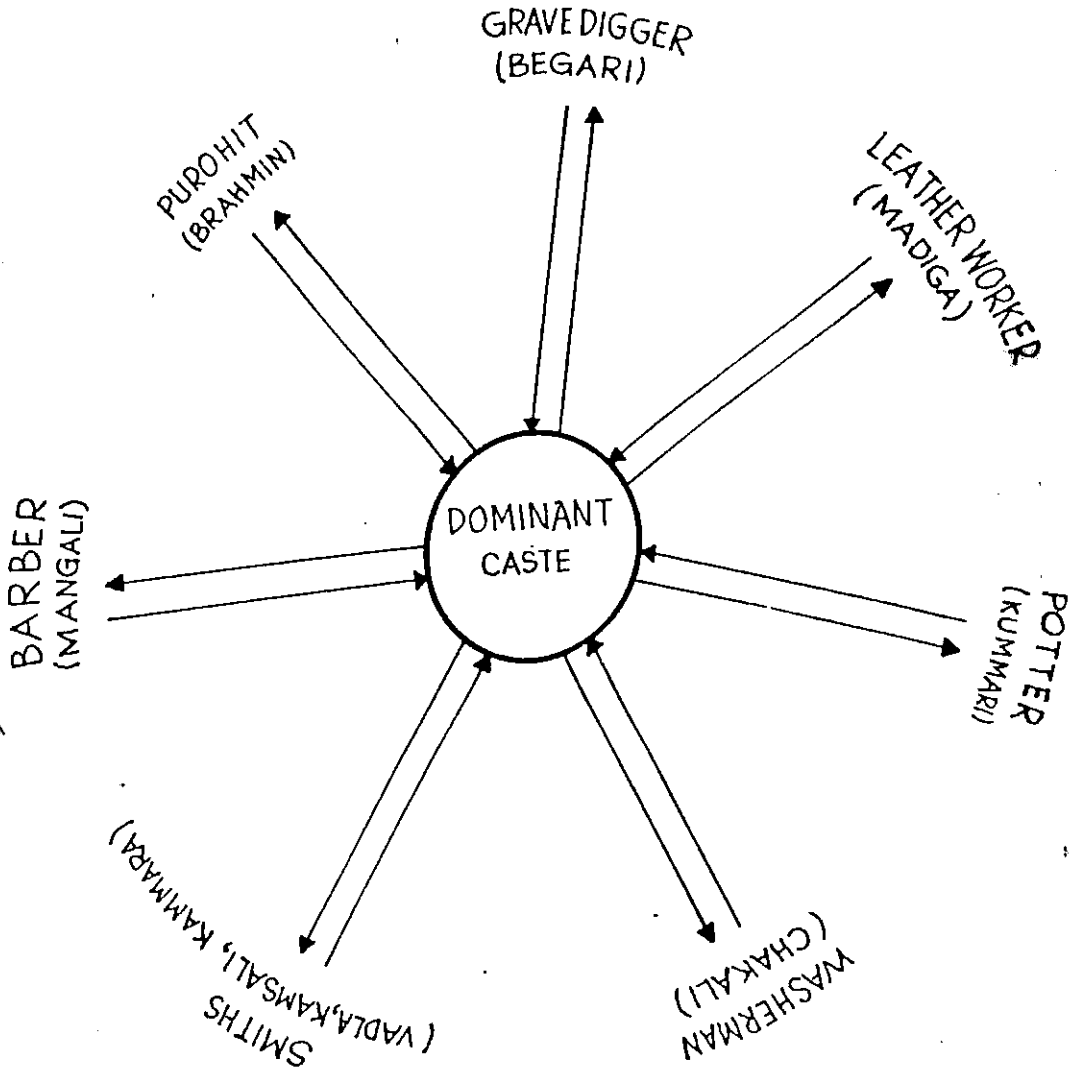 GRAVE DIGGER
(BEGARI)
LEATHER WORKER
(MADIGA)
POTTER
(KUMMARI)
WASHERMAN
(CHAKALI)
SMITHS
(VADLA, KAMSALI, KAMMARA)
BARBER
(MANGALI)
PUROHIT
(BRAHMIN)
DOMINANT
CASTE